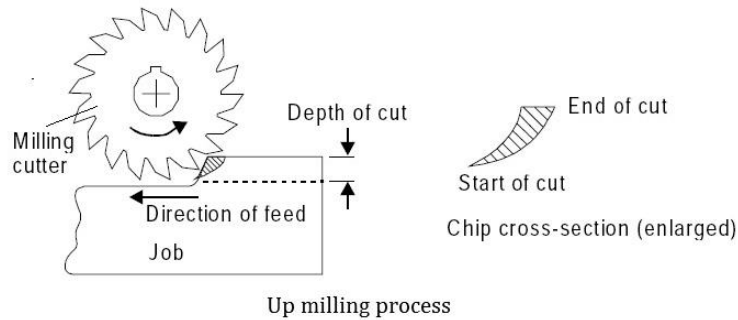 Depth of cut
Milling
cutter
Direction of feed
Job
End of cut
Start of cut
Chip cross-section (enlarged)
Up milling process